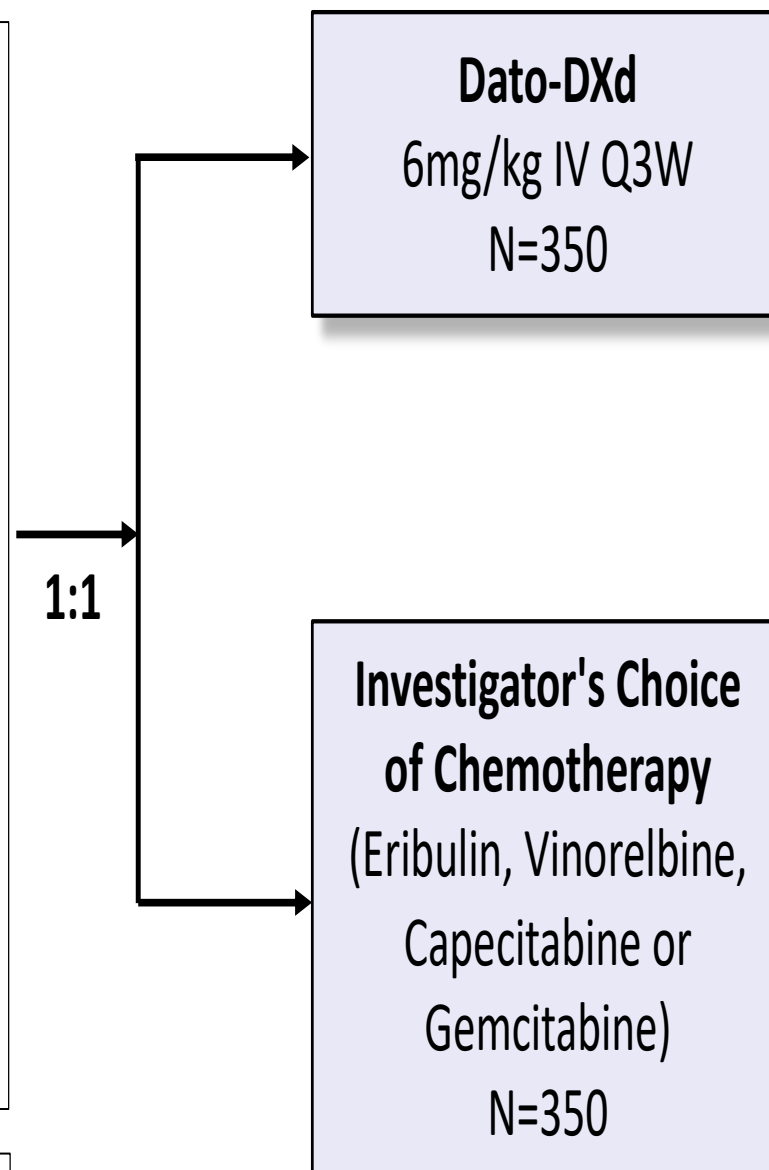 Dato-DXd
6mg/kg IV Q3W
N=350
1:1
Investigator's Choice
of Chemotherapy
(Eribulin, Vinorelbine,
Capecitabine or
Gemcitabine)
N=350